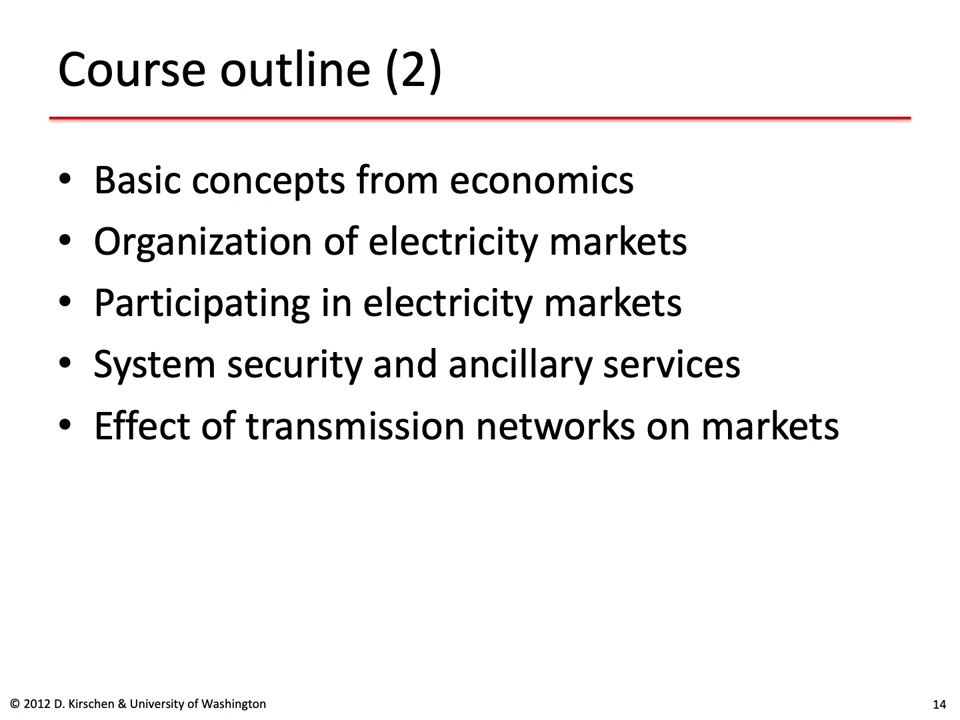 Course outline (2)
• Basic concepts from economics
• Organization of electricity markets
• Participating in electricity markets
• System security and ancillary services
• Effect of transmission networks on markets
© 2012 D. Kirschen & University of Washington
14